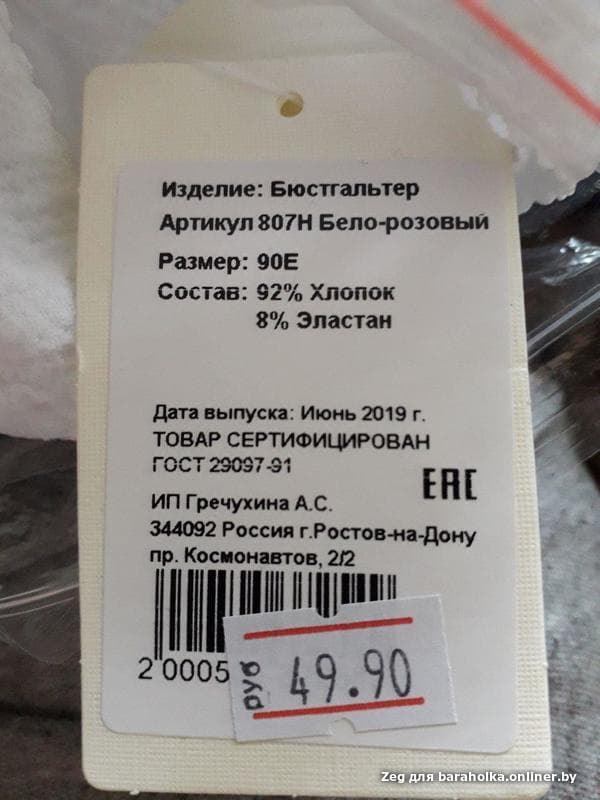 Изделие: Бюстгальтер
Артикул 807Н Бело-розовый
Размер: 90E
Состав: 92% Хлопок
8% Эластан
Дата выпуска: Июнь 2019 г.
ТОВАР СЕРТИФИЦИРОВАН
ГОСТ 29097-91
EAC
ИП Гречухина А.С.
344092 Россия г.Ростов-на-Дону
пр. Космонавтов, 2/2
2 0005
руб 49.90
Zeg для baraholka.onliner.by